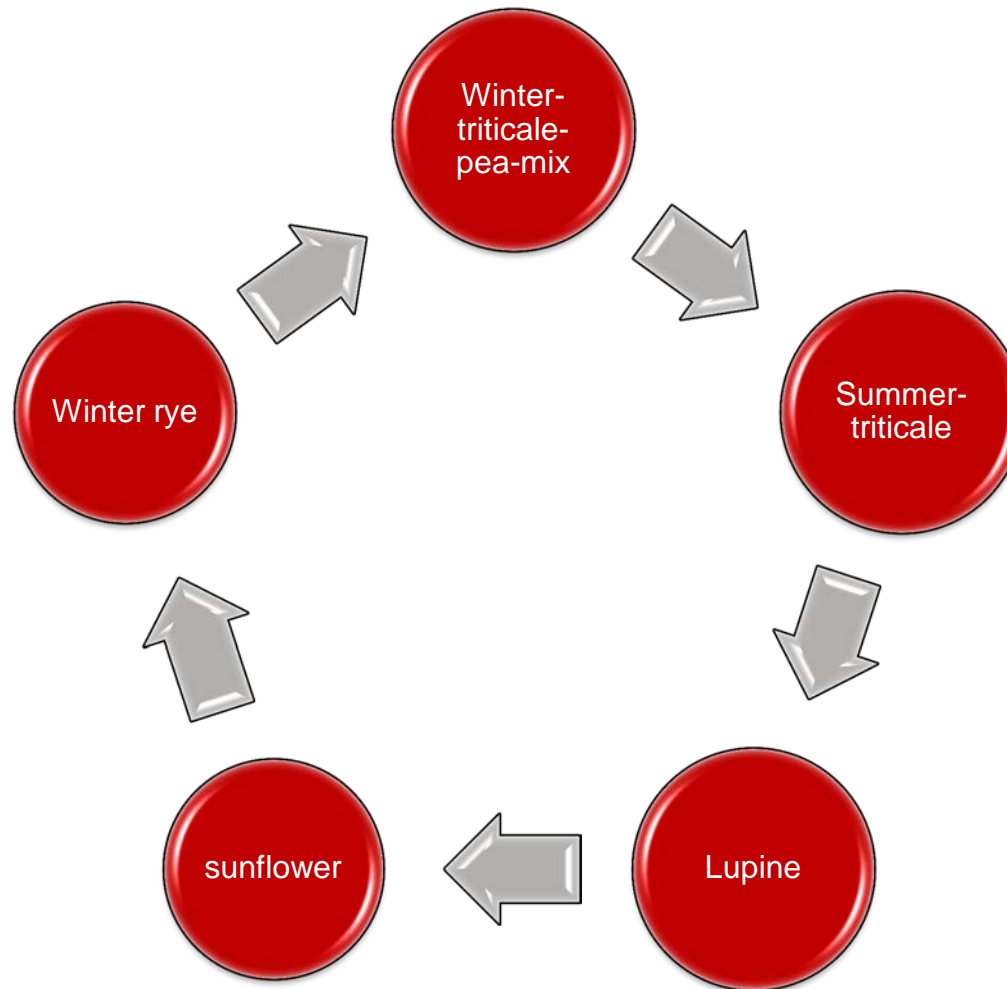 Winter-
triticale-
pea-mix
Summer-
triticale
Lupine
sunflower
Winter rye